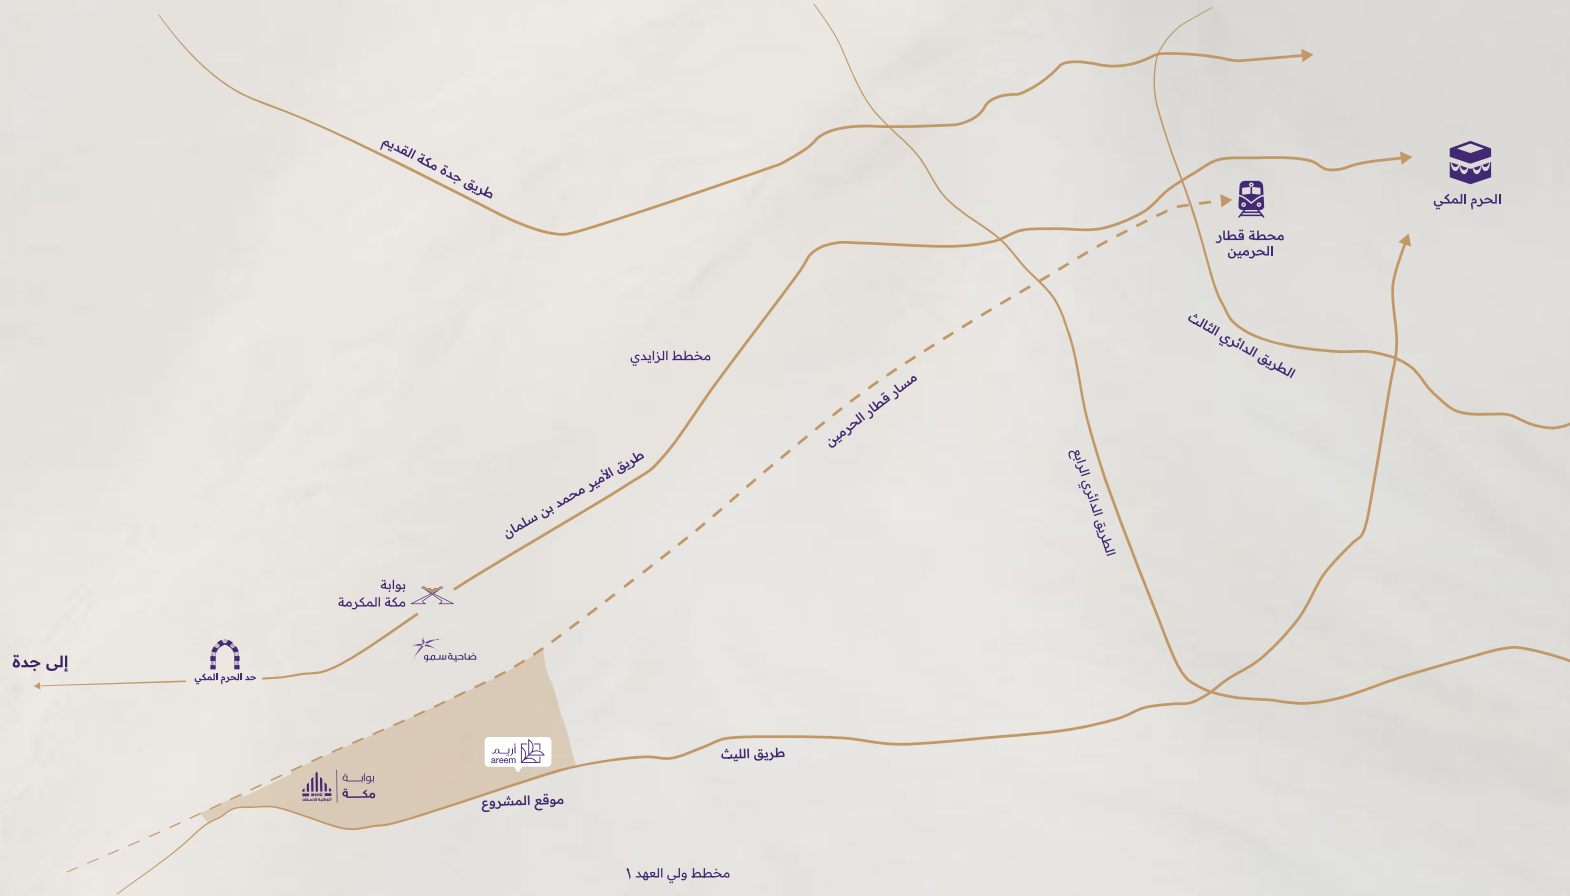 طريق جدة مكة القديم
الحرم المكي
محطة قطار
الحرمين
الطريق الدائري الثالث
مخطط الزايدي
مسار قطار الحرمين
طريق الأمير محمد بن سلمان
الطريق الدائري الرابع
بوابة
مكة المكرمة
ضاحية سمو
إلى جدة
حد الحرم المكي
أريم
areem
طريق الليث
بوابة
مكة
موقع المشروع
مخطط ولي العهد ١